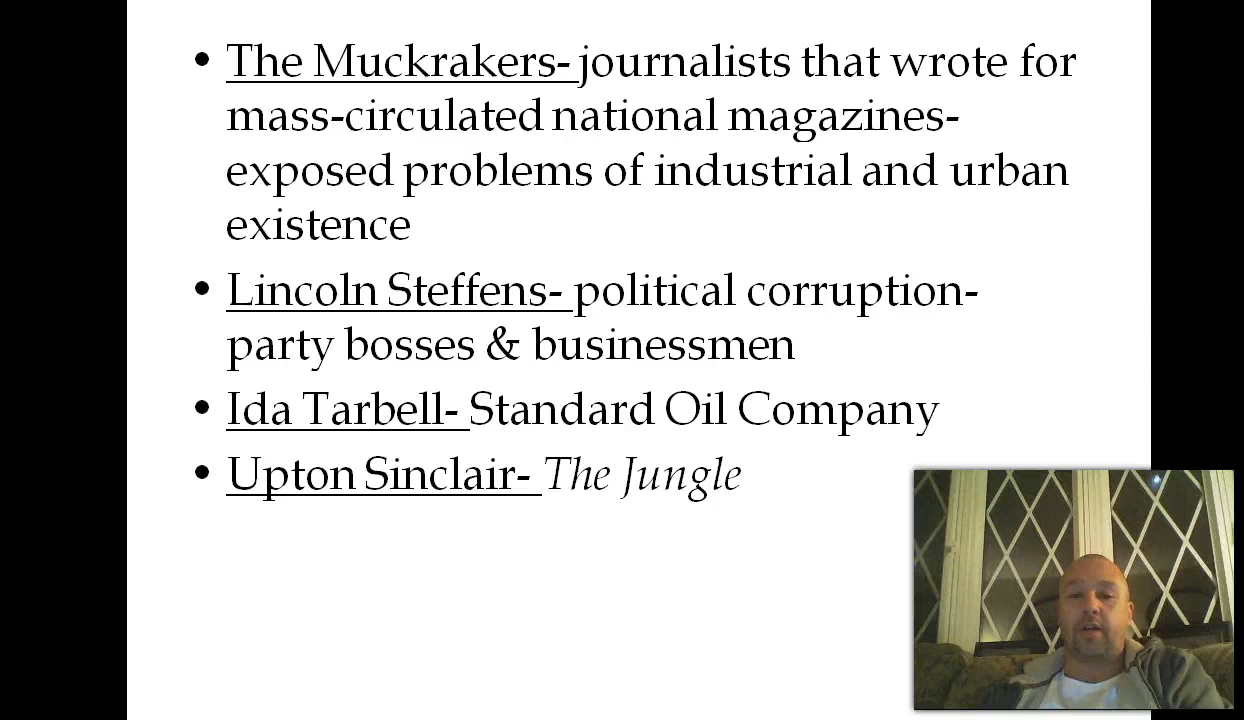 • The Muckrakers- journalists that wrote for
mass-circulated national magazines-
exposed problems of industrial and urban
existence
• Lincoln Steffens- political corruption-
party bosses & businessmen
• Ida Tarbell- Standard Oil Company
• Upton Sinclair- The Jungle